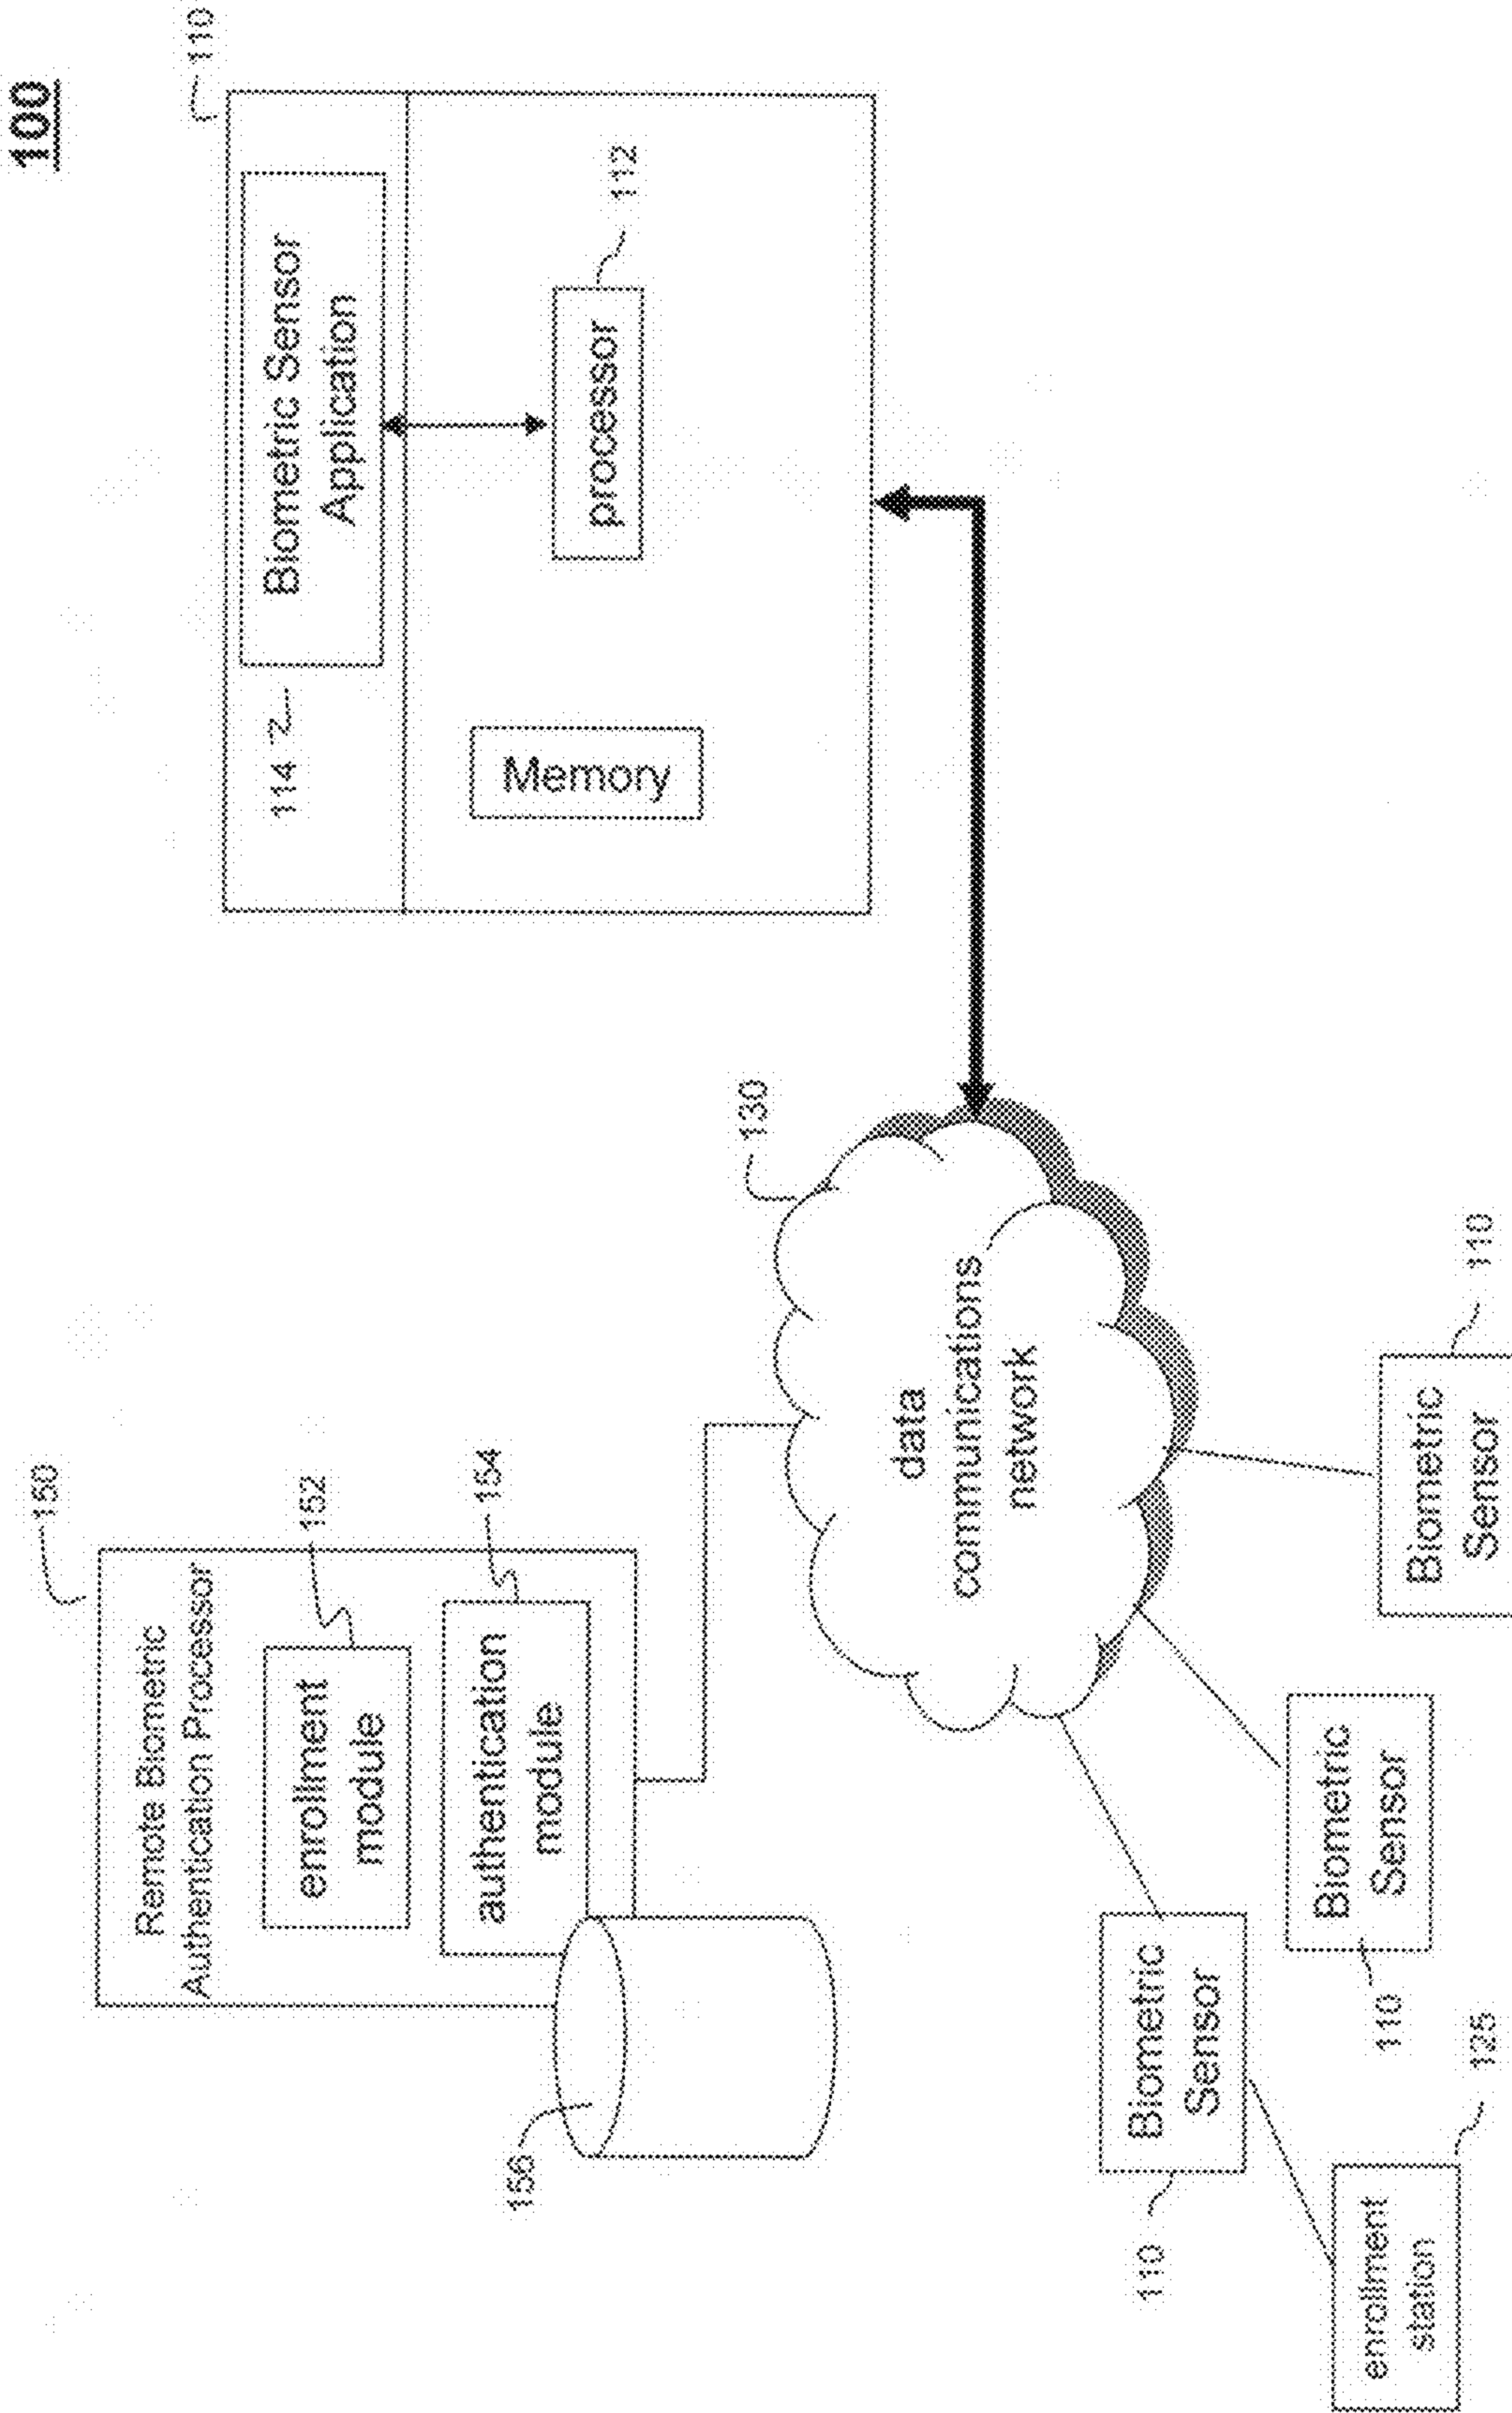 100
150
Remote Biometric
Authentication Processor
152
enrollment
module
154
authentication
module
156
130
data
communications
network
110
114
Biometric Sensor
Application
112
processor
Memory
110
Biometric
Sensor
110
Biometric
Sensor
110
Biometric
Sensor
125
enrollment
station